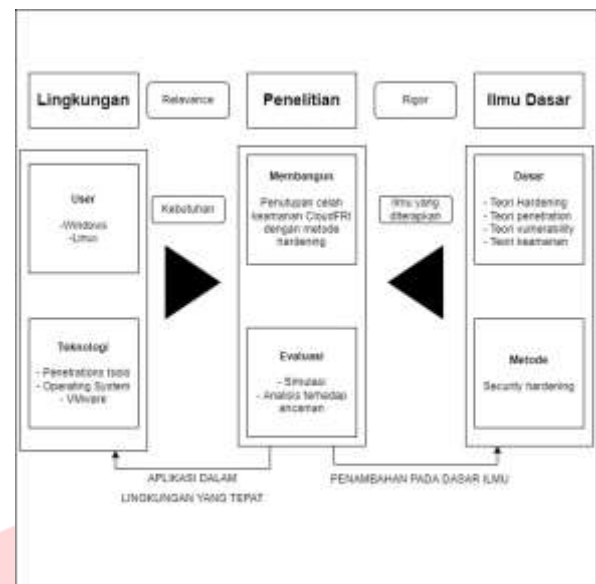 Lingkungan
Relevance
Penelitian
Rigor
Ilmu Dasar
User
-Windows
-Linux
Teknologi
- Penetrations tools
- Operating System
- VMware
Kebutuhan
Membangun
Penutupan celah
keamanan CloudFRI
dengan metode
hardening
Evaluasi
- Simulasi
- Analisis terhadap
ancaman
Ilmu yang
diterapkan
Dasar
- Teori Hardening
- Teori penetration
- Teori vulnerability
- Teori keamanan
Metode
Security hardening
APLIKASI DALAM
LINGKUNGAN YANG TEPAT
PENAMBAHAN PADA DASAR ILMU